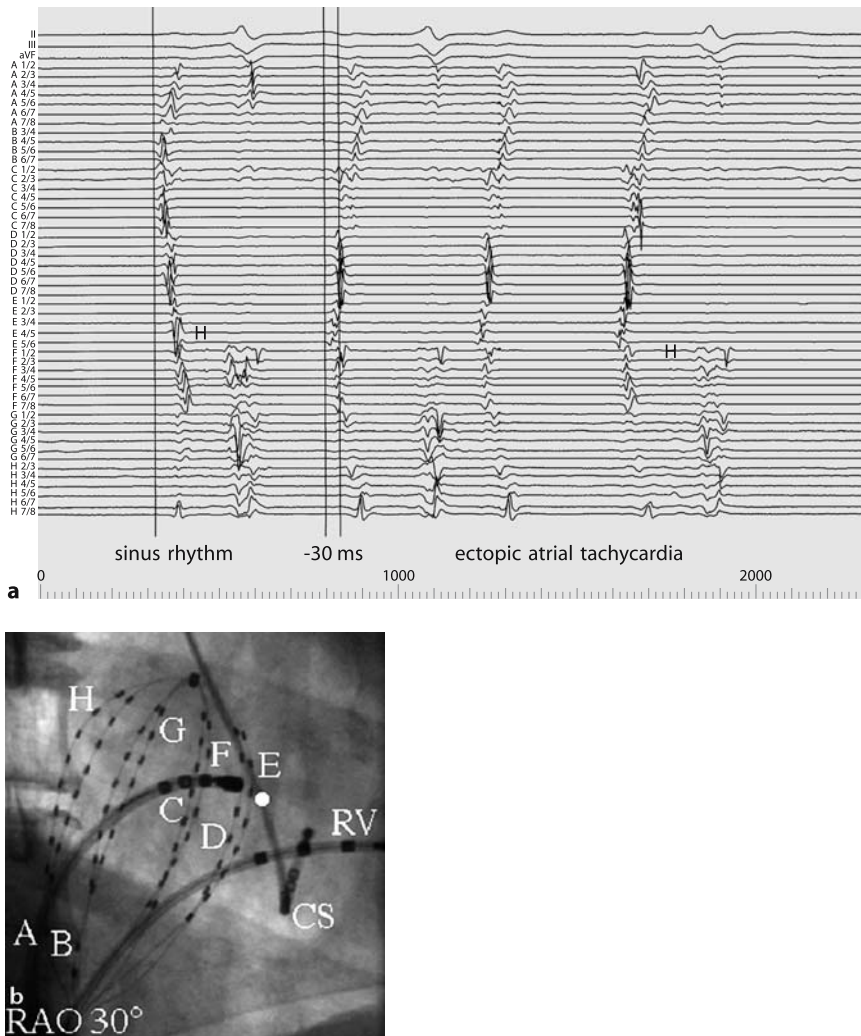 II
III
aVF
A 1/2
A 2/3
A 3/4
A 4/5
A 5/6
A 6/7
A 7/8
B 3/4
B 4/5
B 5/6
B 6/7
C 1/2
C 2/3
C 3/4
C 4/5
C 5/6
C 6/7
C 7/8
D 1/2
D 2/3
D 3/4
D 4/5
D 5/6
D 6/7
D 7/8
E 1/2
E 2/3
E 3/4
E 4/5
E 5/6
F 1/2
F 2/3
F 3/4
F 4/5
F 5/6
F 6/7
F 7/8
G 1/2
G 2/3
G 3/4
G 4/5
G 5/6
G 6/7
H 2/3
H 3/4
H 4/5
H 5/6
H 6/7
H 7/8
H
H
sinus rhythm -30 ms ectopic atrial tachycardia
0 1000 2000
a
H
G
F
E
C
D
RV
CS
A B
b
RAO 30°